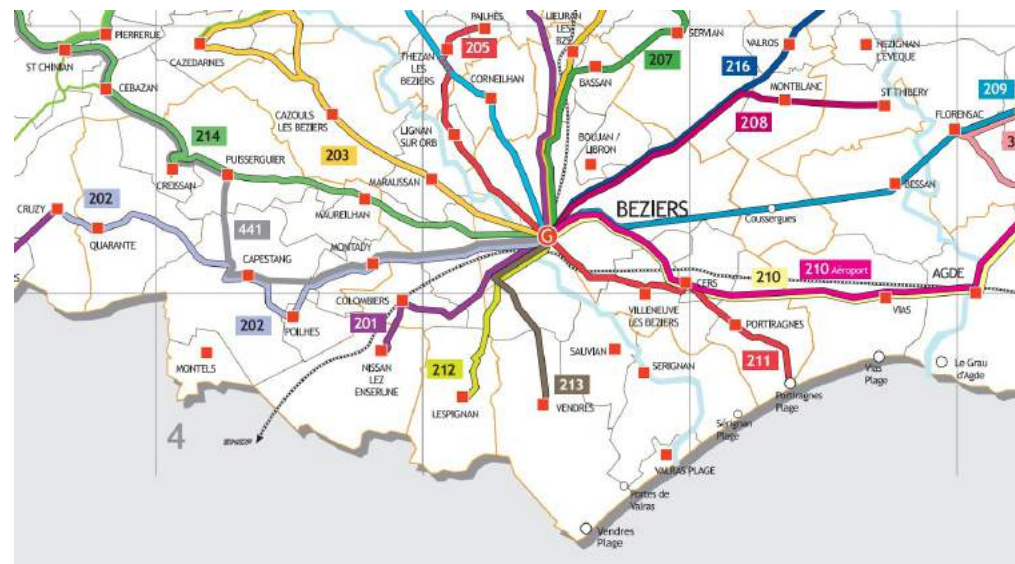 PAILHÈS
LIEURAN
LES
BZS
PIERRERUE
205
SERVIAN
VALROS
NEZIGNAN
L'EVEQUE
ST CHINIAN
CAZEDARNES
THEZAN
LES
BEZIERS
CORNEILHAN
207
216
BASSAN
MONTBLANC
ST THIBERY
209
CEBAZAN
CAZOULS
LES BEZIERS
LIGNAN
SUR ORB
208
FLORENSAC
3
214
BOUJAN /
LIBRON
203
PUISSERGUIER
CREISSAN
MARAUSSAN
BESSAN
202
MAUREILHAN
BEZIERS
Coussergues
CRUZY
QUARANTE
441
G
MONTADY
CAPESTANG
CERS
210
210 Aéroport
AGDE
S
COLOMBIERS
VILLENEUVE
LES BEZIERS
VIAS
202
POILHES
201
PORTIRAGNES
MONTELS
NISSAN
LEZ
ENSERUNE
212
213
SAUVIAN
SERIGNAN
211
Vias
Plage
Le Grau
d'Agde
LESPIGNAN
VENDRES
Portiragnes
Plage
4
SNCF
Sérignan
Plage
VALRAS PLAGE
Portes de
Valras
Vendres
Plage